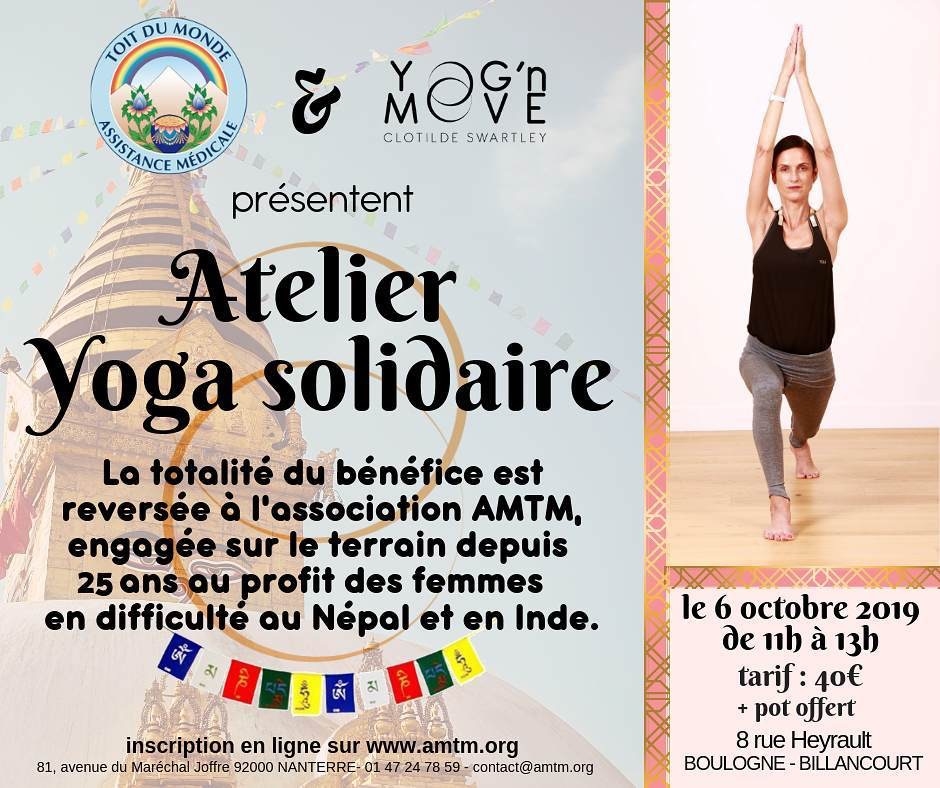 TOIT DU MONDE
ASSISTANCE MÉDICALE
&
YOG'n
MOVE
CLOTILDE SWARTLEY
présentent
Atelier
Yoga solidaire
La totalité du bénéfice est
reversée à l'association AMTM,
engagée sur le terrain depuis
25 ans au profit des femmes
en difficulté au Népal et en Inde.
inscription en ligne sur www.amtm.org
81, avenue du Maréchal Joffre 92000 NANTERRE- 01 47 24 78 59 - contact@amtm.org
le 6 octobre 2019
de 11h à 13h
tarif : 40€
+ pot offert
8 rue Heyrault
BOULOGNE - BILLANCOURT